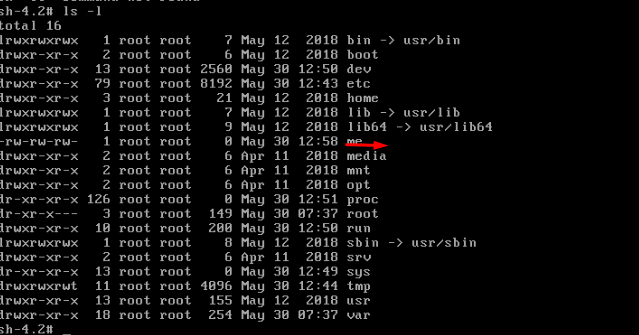 sh-4.2# ls -l
total 16
lrwxrwxrwx 1 root root 7 May 12 2018 bin -> usr/bin
drwxr-xr-x 2 root root 6 May 12 2018 boot
drwxr-xr-x 13 root root 2560 May 30 12:50 dev
drwxr-xr-x 79 root root 8192 May 30 12:43 etc
drwxr-xr-x 3 root root 21 May 12 2018 home
lrwxrwxrwx 1 root root 7 May 12 2018 lib -> usr/lib
lrwxrwxrwx 1 root root 9 May 12 2018 lib64 -> usr/lib64
-rw-rw-rw- 1 root root 0 May 30 12:58 me
drwxr-xr-x 2 root root 6 Apr 11 2018 media
drwxr-xr-x 2 root root 6 Apr 11 2018 mnt
drwxr-xr-x 2 root root 6 Apr 11 2018 opt
dr-xr-xr-x 126 root root 0 May 30 12:51 proc
dr-xr-x--- 3 root root 149 May 30 07:37 root
drwxr-xr-x 10 root root 200 May 30 12:50 run
lrwxrwxrwx 1 root root 8 May 12 2018 sbin -> usr/sbin
drwxr-xr-x 2 root root 6 Apr 11 2018 srv
dr-xr-xr-x 13 root root 0 May 30 12:49 sys
drwxrwxrwt 11 root root 4096 May 30 12:44 tmp
drwxr-xr-x 13 root root 155 May 12 2018 usr
drwxr-xr-x 18 root root 254 May 30 07:37 var
sh-4.2# _